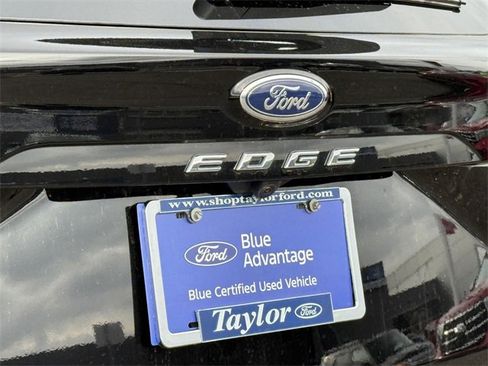 Ford
EDGE
www.shoptaylorford.com
Ford
Blue
Advantage
Blue Certified Used Vehicle
Taylor Ford